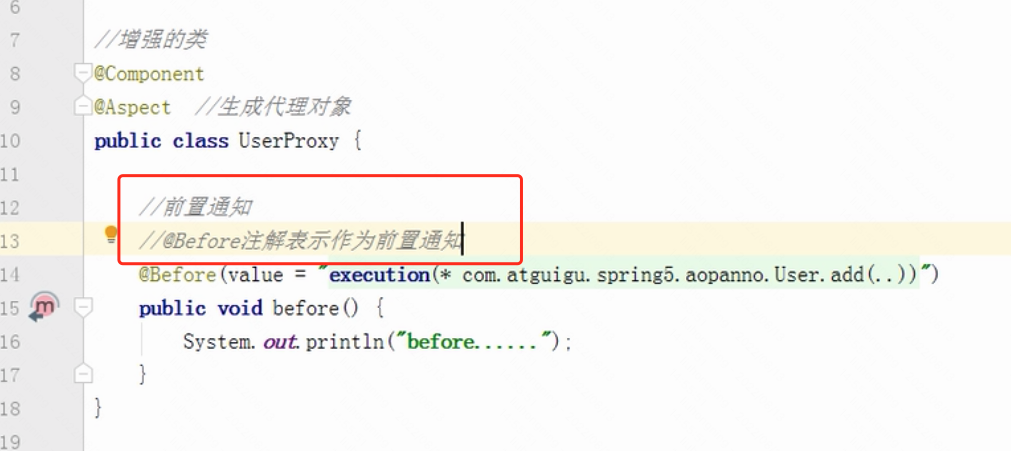 6
7 //增强的类
8 @Component
9 @Aspect  //生成代理对象
10 public class UserProxy {
11
12 //前置通知
13 //@Before注解表示作为前置通知
14 @Before(value = "execution(* com.atguigu.spring5.aopanno.User.add(..))")
15 m public void before() {
16 System.out.println("before......");
17 }
18 }
19